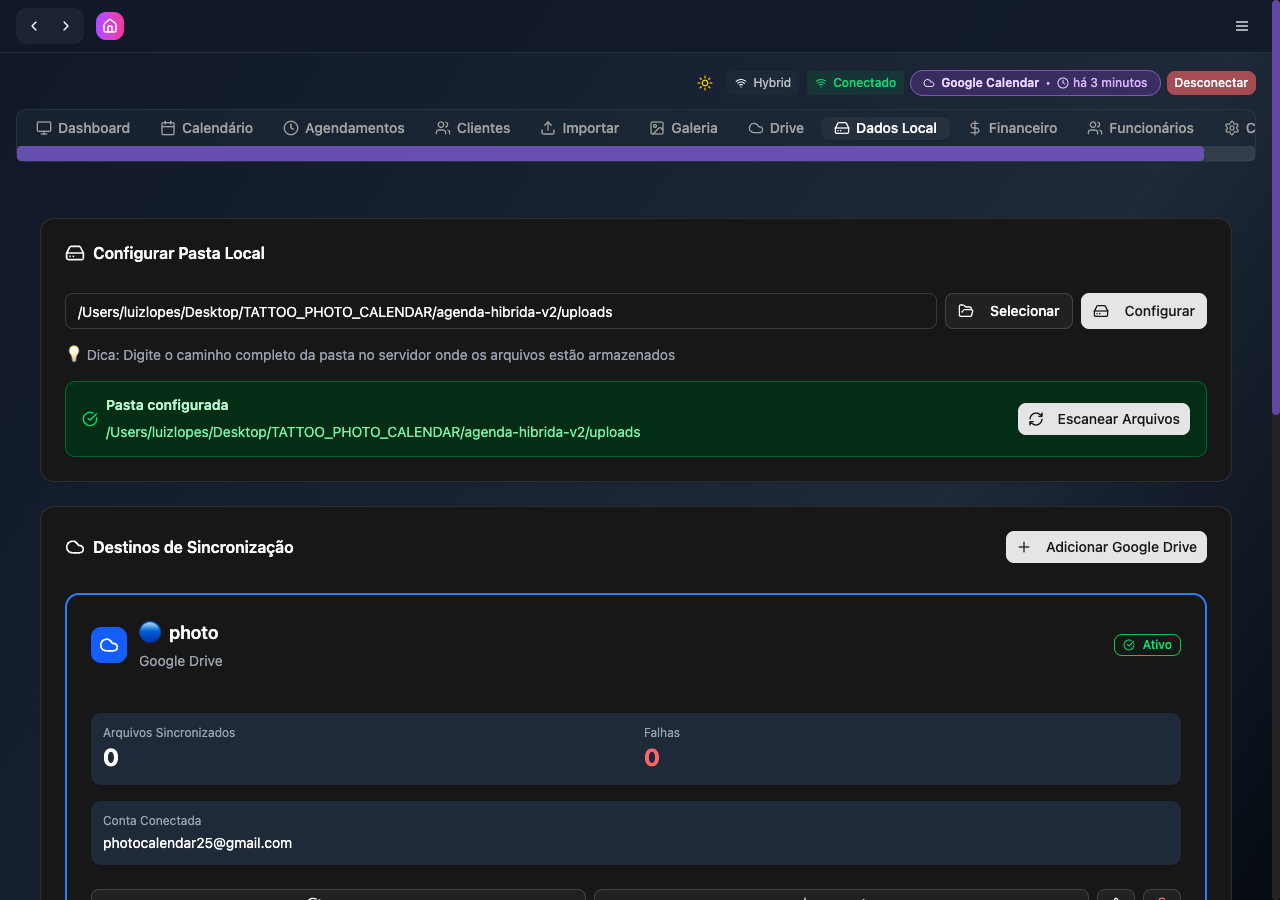 Hybrid
Conectado
Google Calendar • há 3 minutos
Desconectar
Dashboard
Calendário
Agendamentos
Clientes
Importar
Galeria
Drive
Dados Local
Financeiro
Funcionários
C
Configurar Pasta Local
/Users/luizlopes/Desktop/TATTOO_PHOTO_CALENDAR/agenda-hibrida-v2/uploads
Selecionar
Configurar
Dica: Digite o caminho completo da pasta no servidor onde os arquivos estão armazenados
Pasta configurada
/Users/luizlopes/Desktop/TATTOO_PHOTO_CALENDAR/agenda-hibrida-v2/uploads
Escanear Arquivos
Destinos de Sincronização
Adicionar Google Drive
photo
Google Drive
Ativo
Arquivos Sincronizados
0
Falhas
0
Conta Conectada
photocalendar25@gmail.com